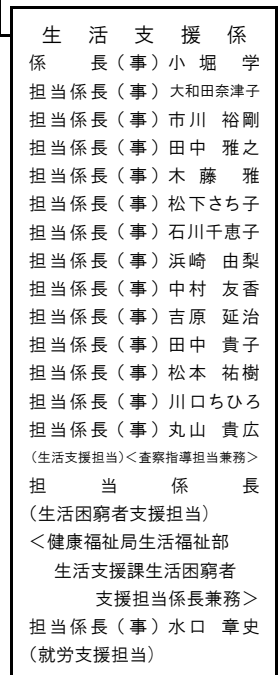 生活支援係
係長（事）小堀　学
担当係長（事）大和田奈津子
担当係長（事）市川　裕剛
担当係長（事）田中　雅之
担当係長（事）木藤　雅
担当係長（事）松下さち子
担当係長（事）石川千恵子
担当係長（事）浜崎　由梨
担当係長（事）中村　友香
担当係長（事）吉原　延治
担当係長（事）田中　貴子
担当係長（事）松本　祐樹
担当係長（事）川口ちひろ
担当係長（事）丸山　貴広
（生活支援担当）＜査察指導担当兼務＞
担当係長
（生活困窮者支援担当）
＜健康福祉局生活福祉部
生活支援課生活困窮者
支援担当係長兼務＞
担当係長（事）水口　章史
（就労支援担当）